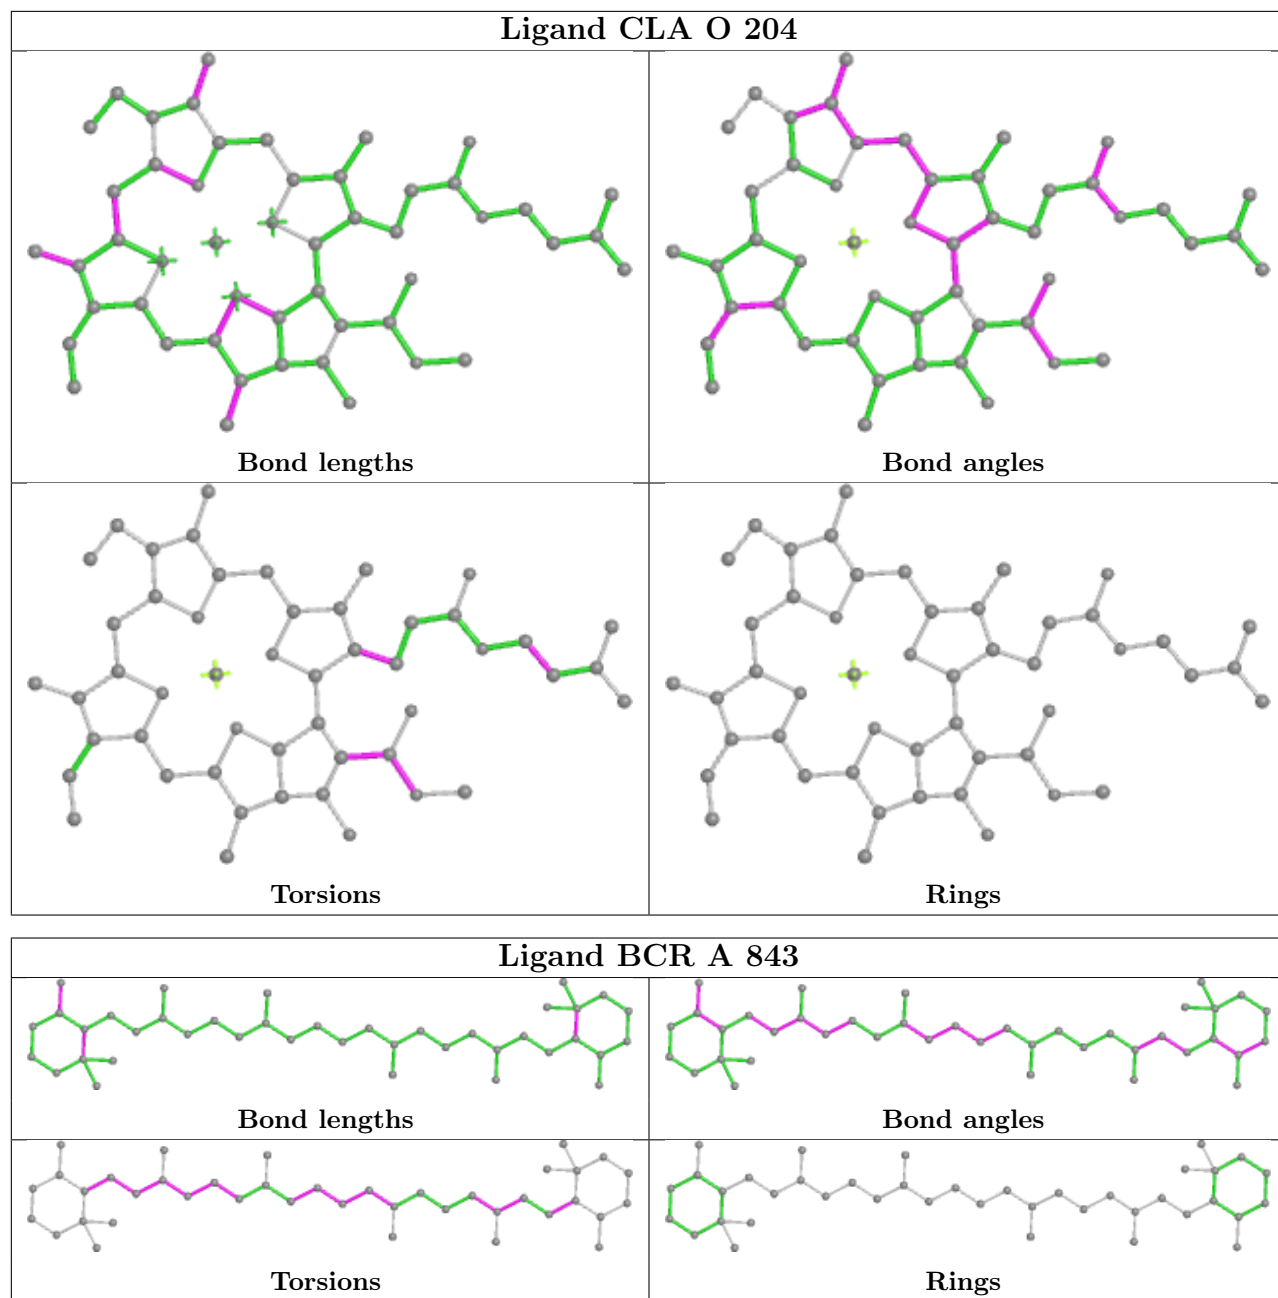 Ligand CLA O 204
Bond lengths
Bond angles
Torsions
Rings
Ligand BCR A 843
Bond lengths
Bond angles
Torsions
Rings